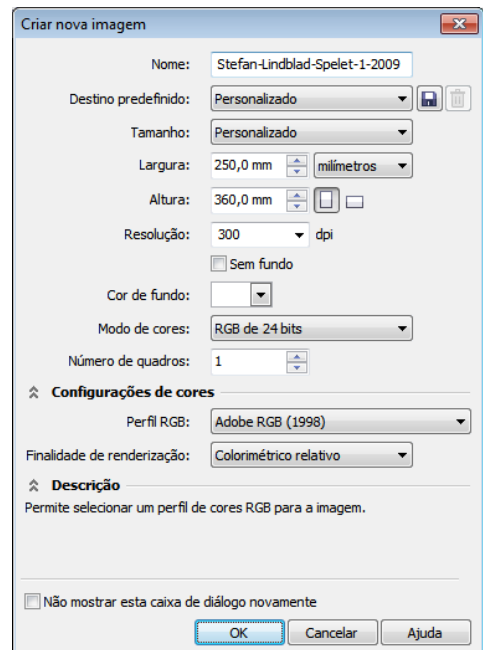 Criar nova imagem
Nome: Stefan-Lindblad-Spelet-1-2009
Destino predefinido: Personalizado
Tamanho: Personalizado
Largura: 250,0 mm milímetros
Altura: 360,0 mm
Resolução: 300 dpi
Sem fundo
Cor de fundo:
Modo de cores: RGB de 24 bits
Número de quadros: 1
Configurações de cores
Perfil RGB: Adobe RGB (1998)
Finalidade de renderização: Colorimétrico relativo
Descrição
Permite selecionar um perfil de cores RGB para a imagem.
Não mostrar esta caixa de diálogo novamente
OK Cancelar Ajuda